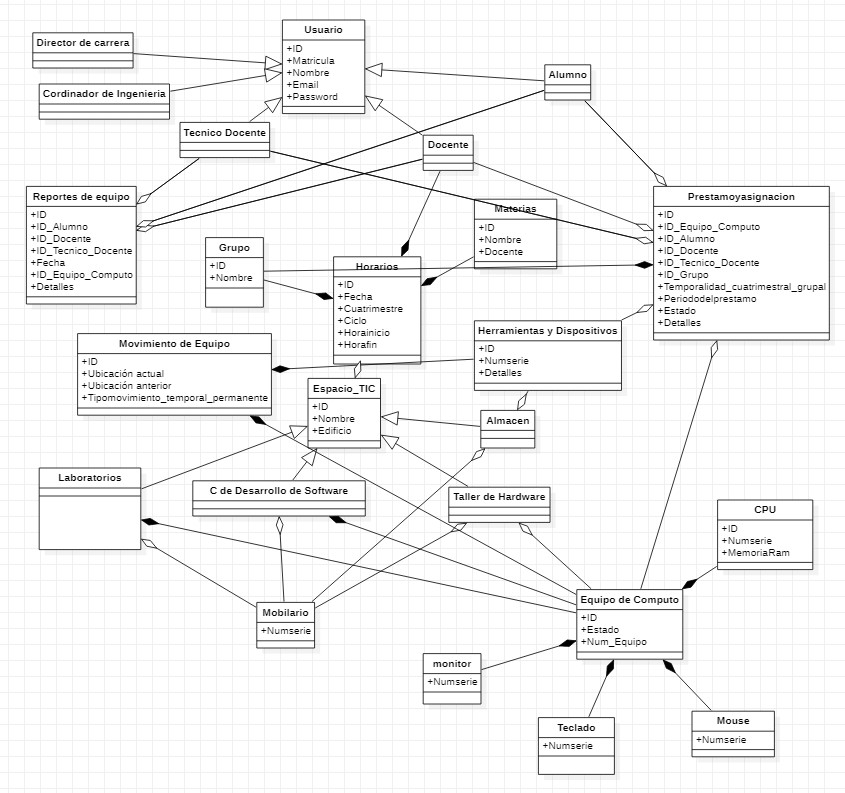 Usuario
+ID
+Matricula
+Nombre
+Email
+Password
Director de carrera
Cordinador de Ingenieria
Alumno
Tecnico Docente
Docente
Reportes de equipo
+ID
+ID_Alumno
+ID_Docente
+ID_Tecnico_Docente
+Fecha
+ID_Equipo_Computo
+Detalles
Prestamoyasignacion
+ID
+ID_Equipo_Computo
+ID_Alumno
+ID_Docente
+ID_Tecnico_Docente
+ID_Grupo
+Temporalidad_cuatrimestral_grupal
+Periododelprestamo
+Estado
+Detalles
Materias
+ID
+Nombre
+Docente
Grupo
+ID
+Nombre
Horarios
+ID
+Fecha
+Cuatrimestre
+Ciclo
+Horainicio
+Horafin
Herramientas y Dispositivos
+ID
+Numserie
+Detalles
Movimiento de Equipo
+ID
+Ubicación actual
+Ubicación anterior
+Tipomovimiento_temporal_permanente
Espacio_TIC
+ID
+Nombre
+Edificio
Almacen
Laboratorios
C de Desarrollo de Software
Taller de Hardware
CPU
+ID
+Numserie
+MemoriaRam
Mobilario
+Numserie
Equipo de Computo
+ID
+Estado
+Num_Equipo
monitor
+Numserie
Teclado
+Numserie
Mouse
+Numserie